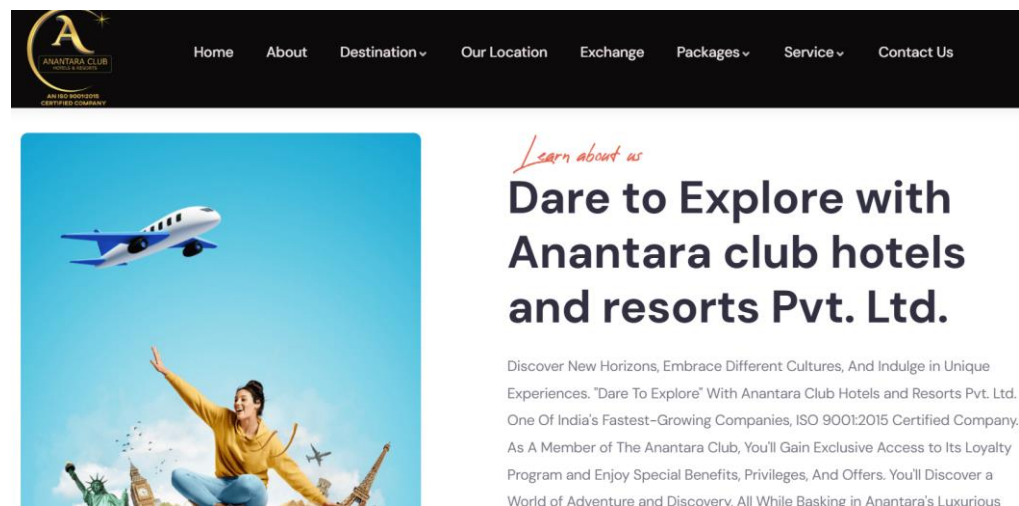 A
ANANTARA CLUB
HOTELS & RESORTS
AN ISO 9001:2015
CERTIFIED COMPANY
Home About Destination Our Location Exchange Packages Service Contact Us
Learn about us
Dare to Explore with
Anantara club hotels
and resorts Pvt. Ltd.
Discover New Horizons, Embrace Different Cultures, And Indulge in Unique
Experiences. "Dare To Explore" With Anantara Club Hotels and Resorts Pvt. Ltd.
One Of India's Fastest-Growing Companies, ISO 9001:2015 Certified Company.
As A Member of The Anantara Club, You'll Gain Exclusive Access to Its Loyalty
Program and Enjoy Special Benefits, Privileges, And Offers. You'll Discover a
World of Adventure and Discovery, All While Basking in Anantara's Luxurious